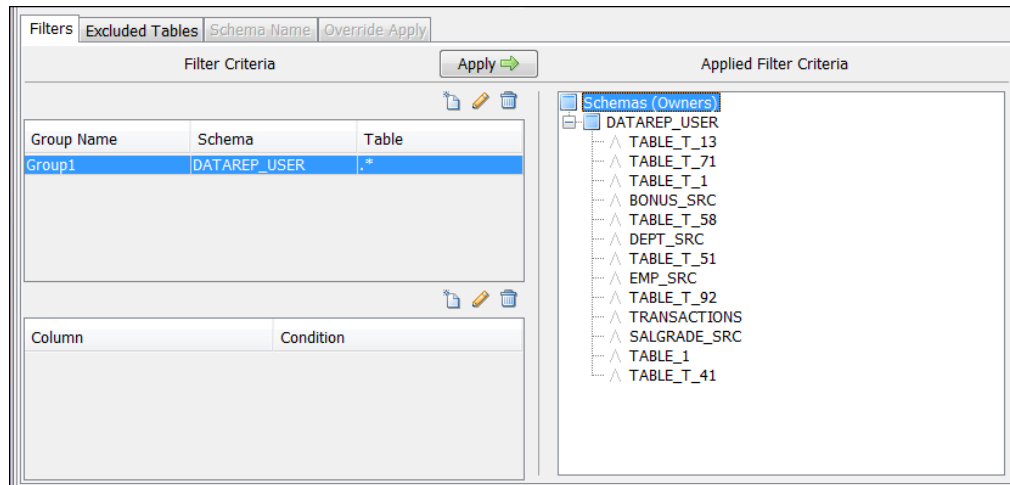 Filters Excluded Tables Schema Name Override Apply
Filter Criteria Apply Applied Filter Criteria
Group Name Schema Table
Group1 DATAREP_USER .*
Column Condition
Schemas (Owners)
DATAREP_USER
TABLE_T_13
TABLE_T_71
TABLE_T_1
BONUS_SRC
TABLE_T_58
DEPT_SRC
TABLE_T_51
EMP_SRC
TABLE_T_92
TRANSACTIONS
SALGRADE_SRC
TABLE_1
TABLE_T_41